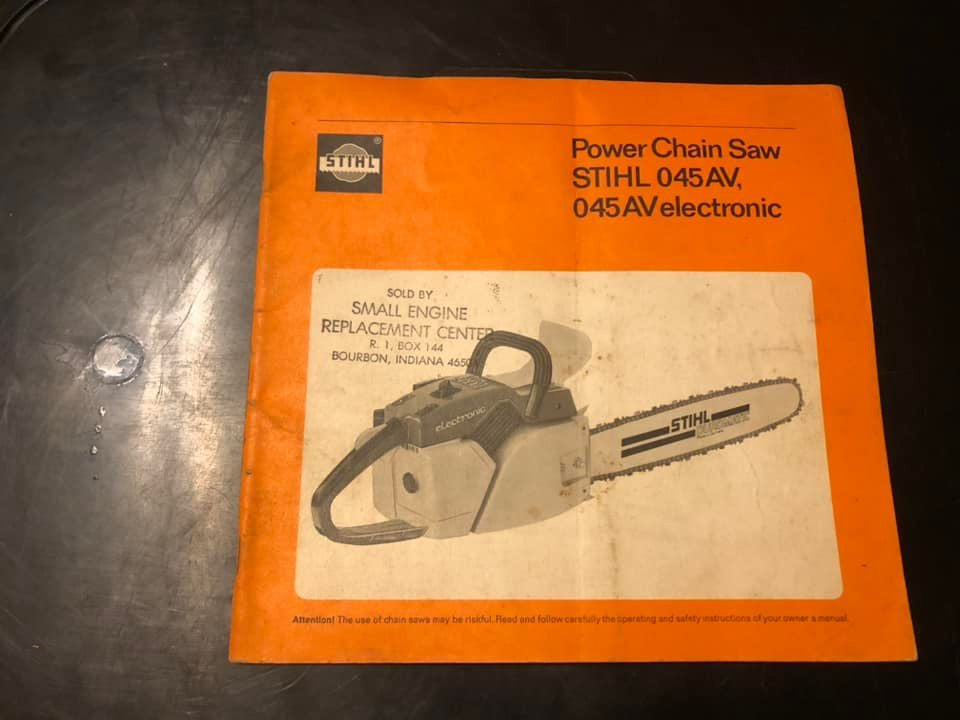 STIHL
®
Power Chain Saw
STIHL 045AV,
045AVelectronic
SOLD BY
SMALL ENGINE
REPLACEMENT CENTER
R. 1, BOX 144
BOURBON, INDIANA
electronic
STIHL
Attention! The use of chain saws may be riskful. Read and follow carefully the operating and safety instructions of your owner s manual.